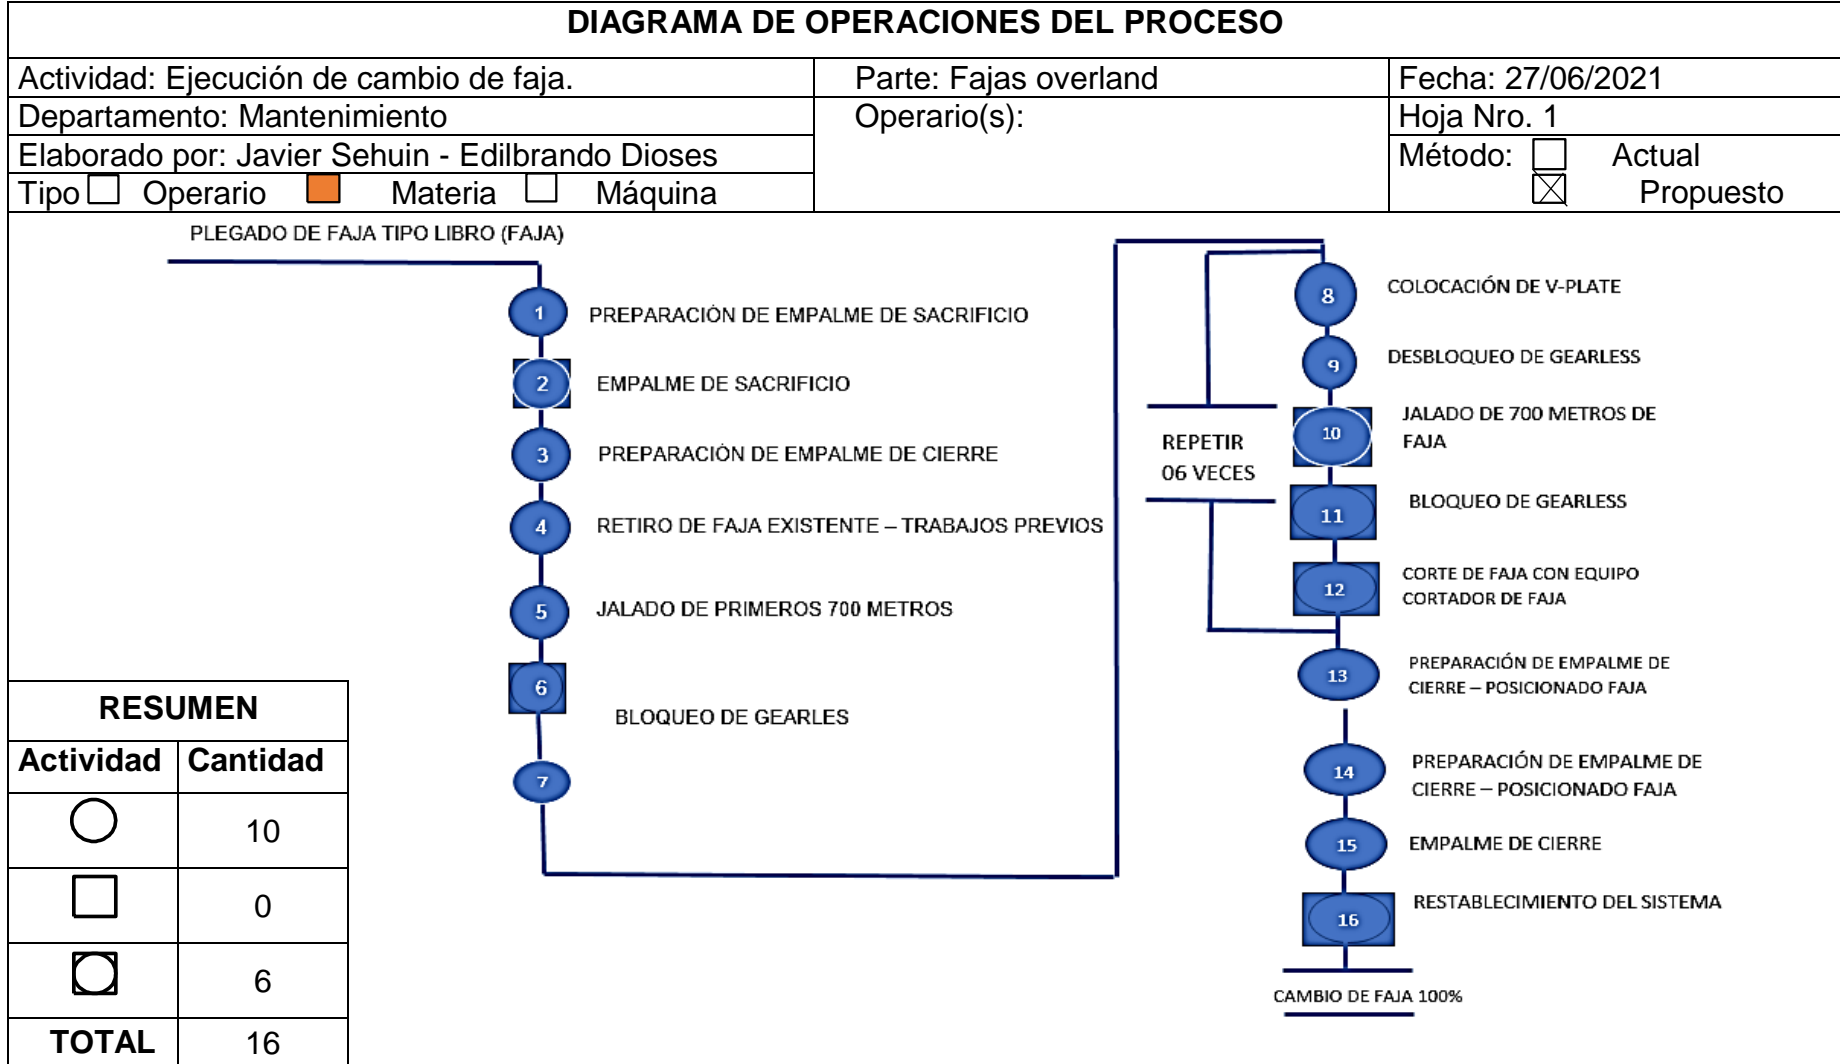 DIAGRAMA DE OPERACIONES DEL PROCESO
Actividad: Ejecución de cambio de faja.
Parte: Fajas overland
Fecha: 27/06/2021
Departamento: Mantenimiento
Operario(s):
Hoja Nro. 1
Elaborado por: Javier Sehuin - Edilbrando Dioses
Método: Actual
Tipo Operario Materia Máquina
Propuesto
PLEGADO DE FAJA TIPO LIBRO (FAJA)
1 PREPARACIÓN DE EMPALME DE SACRIFICIO
2 EMPALME DE SACRIFICIO
3 PREPARACIÓN DE EMPALME DE CIERRE
4 RETIRO DE FAJA EXISTENTE – TRABAJOS PREVIOS
5 JALADO DE PRIMEROS 700 METROS
6
BLOQUEO DE GEARLES
7
8 COLOCACIÓN DE V-PLATE
9 DESBLOQUEO DE GEARLESS
10 JALADO DE 700 METROS DE
FAJA
REPETIR
06 VECES
11 BLOQUEO DE GEARLESS
12 CORTE DE FAJA CON EQUIPO
CORTADOR DE FAJA
13 PREPARACIÓN DE EMPALME DE
CIERRE – POSICIONADO FAJA
14 PREPARACIÓN DE EMPALME DE
CIERRE – POSICIONADO FAJA
15 EMPALME DE CIERRE
16 RESTABLECIMIENTO DEL SISTEMA
CAMBIO DE FAJA 100%
RESUMEN
Actividad Cantidad
10
0
6
TOTAL 16